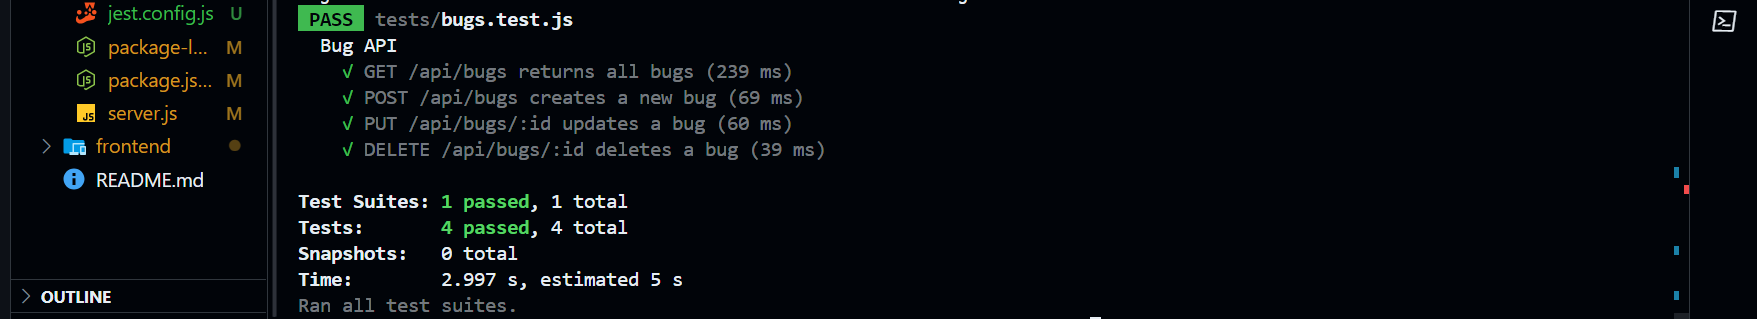 jest.config.js U
package-l... M
package.js... M
server.js M
frontend
README.md
OUTLINE
PASS tests/bugs.test.js
Bug API
√ GET /api/bugs returns all bugs (239 ms)
√ POST /api/bugs creates a new bug (69 ms)
√ PUT /api/bugs/:id updates a bug (60 ms)
√ DELETE /api/bugs/:id deletes a bug (39 ms)
Test Suites: 1 passed, 1 total
Tests: 4 passed, 4 total
Snapshots: 0 total
Time: 2.997 s, estimated 5 s
Ran all test suites.